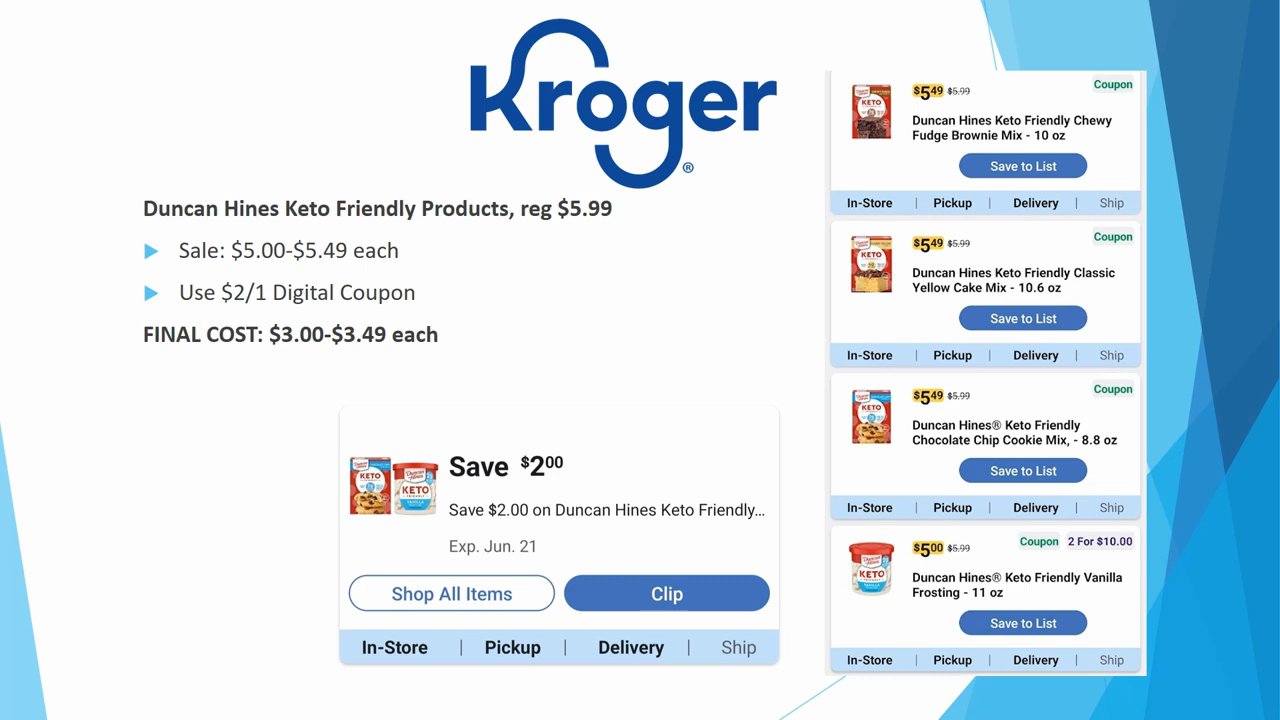 Kroger®
Duncan Hines Keto Friendly Products, reg $5.99
Sale: $5.00-$5.49 each
Use $2/1 Digital Coupon
FINAL COST: $3.00-$3.49 each
Save $2.00
Save $2.00 on Duncan Hines Keto Friendly...
Exp. Jun. 21
Shop All Items
Clip
In-Store | Pickup | Delivery | Ship
$5.49 $5.99
Coupon
Duncan Hines Keto Friendly Chewy
Fudge Brownie Mix - 10 oz
Save to List
In-Store | Pickup | Delivery | Ship
$5.49 $5.99
Coupon
Duncan Hines Keto Friendly Classic
Yellow Cake Mix - 10.6 oz
Save to List
In-Store | Pickup | Delivery | Ship
$5.49 $5.99
Coupon
Duncan Hines® Keto Friendly
Chocolate Chip Cookie Mix, - 8.8 oz
Save to List
In-Store | Pickup | Delivery | Ship
Coupon 2 For $10.00
$5.00 $5.99
Duncan Hines® Keto Friendly Vanilla
Frosting - 11 oz
Save to List
In-Store | Pickup | Delivery | Ship
Duncan Hines
KETO
KETO
FRIENDLY
VANILLA